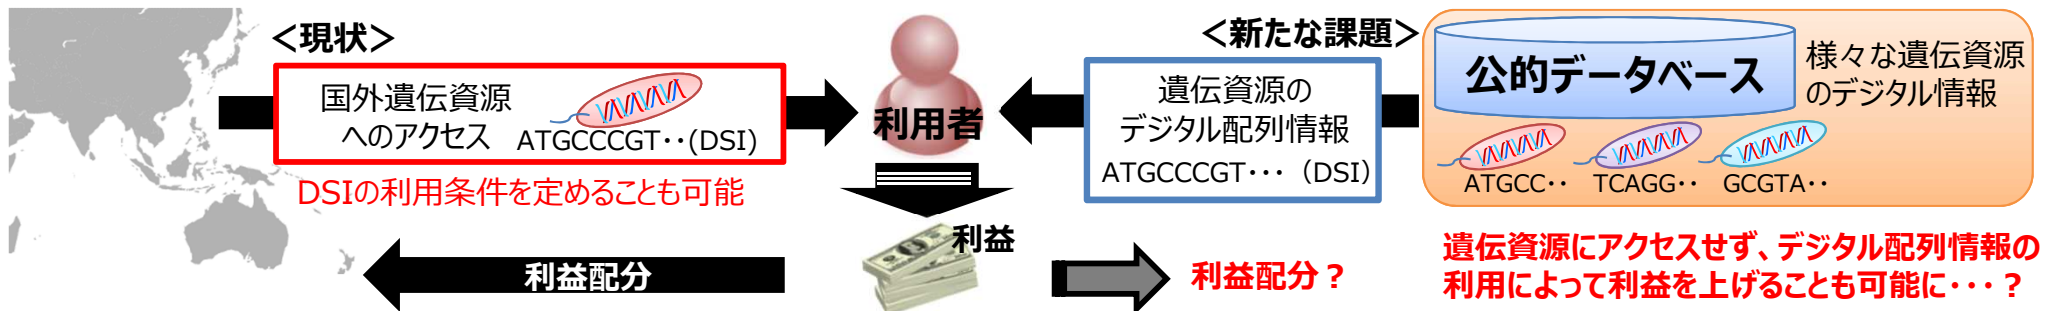 ＜現状＞
国外遺伝資源
へのアクセス ATGCCCGT・・(DSI)
DSIの利用条件を定めることも可能
利用者
利益
利益配分
＜新たな課題＞
遺伝資源の
デジタル配列情報
ATGCCCGT・・・（DSI）
利益配分？
公的データベース
様々な遺伝資源
のデジタル情報
ATGCC・・ TCAGG・・ GCGTA・・
遺伝資源にアクセスせず、デジタル配列情報の
利用によって利益を上げることも可能に・・・？